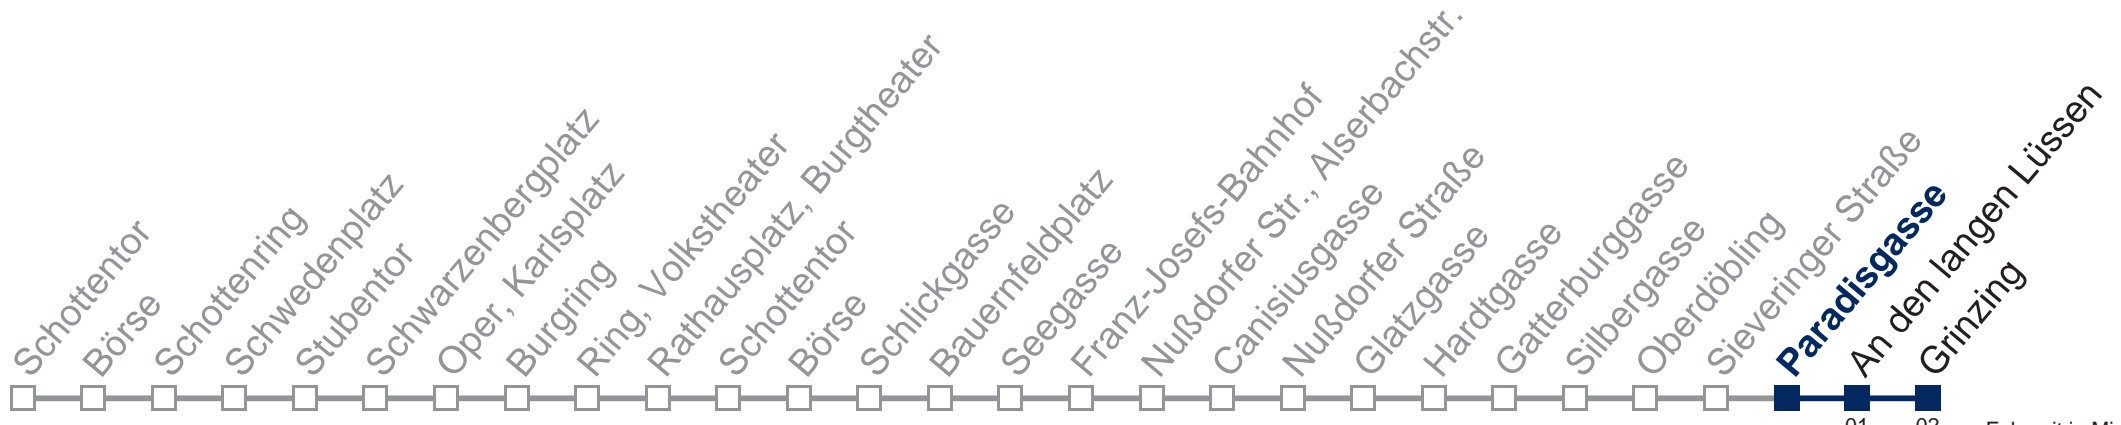 Schottentor
Börse
Schottenring
Schwedenplatz
Stubentor
Schwarzenbergplatz
Oper, Karlsplatz
Burgring
Ring, Volkstheater
Rathausplatz, Burgtheater
Schottentor
Börse
Schlickgasse
Bauernfeldplatz
Seegasse
Franz-Josefs-Bahnhof
Nußdorfer Str., Alserbachstr.
Canisiusgasse
Nußdorfer Straße
Glatzgasse
Hardtgasse
Gatterburggasse
Silbergasse
Oberdöbling
Sieveringer Straße
Paradisgasse
An den langen Lüssen
Grinzing